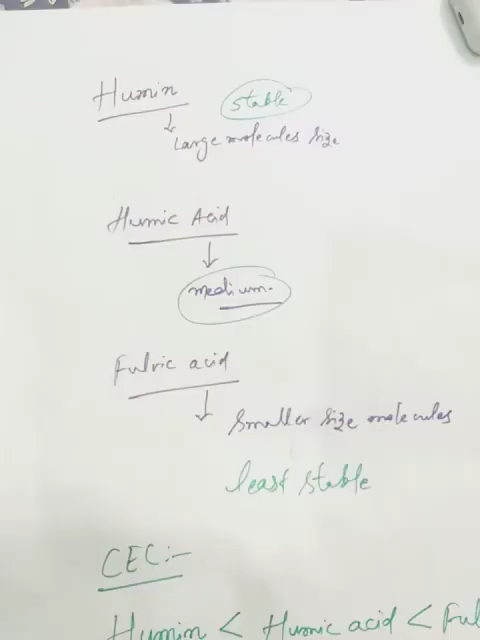 Humin stable
Large molecules size
Humic Acid
medium.
Fulvic acid
Smaller size molecules
least stable
CEC:-
Humin < Humic acid < Ful